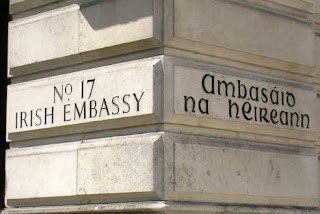 No 17
IRISH EMBASSY
Ambasáid
na hÉireann